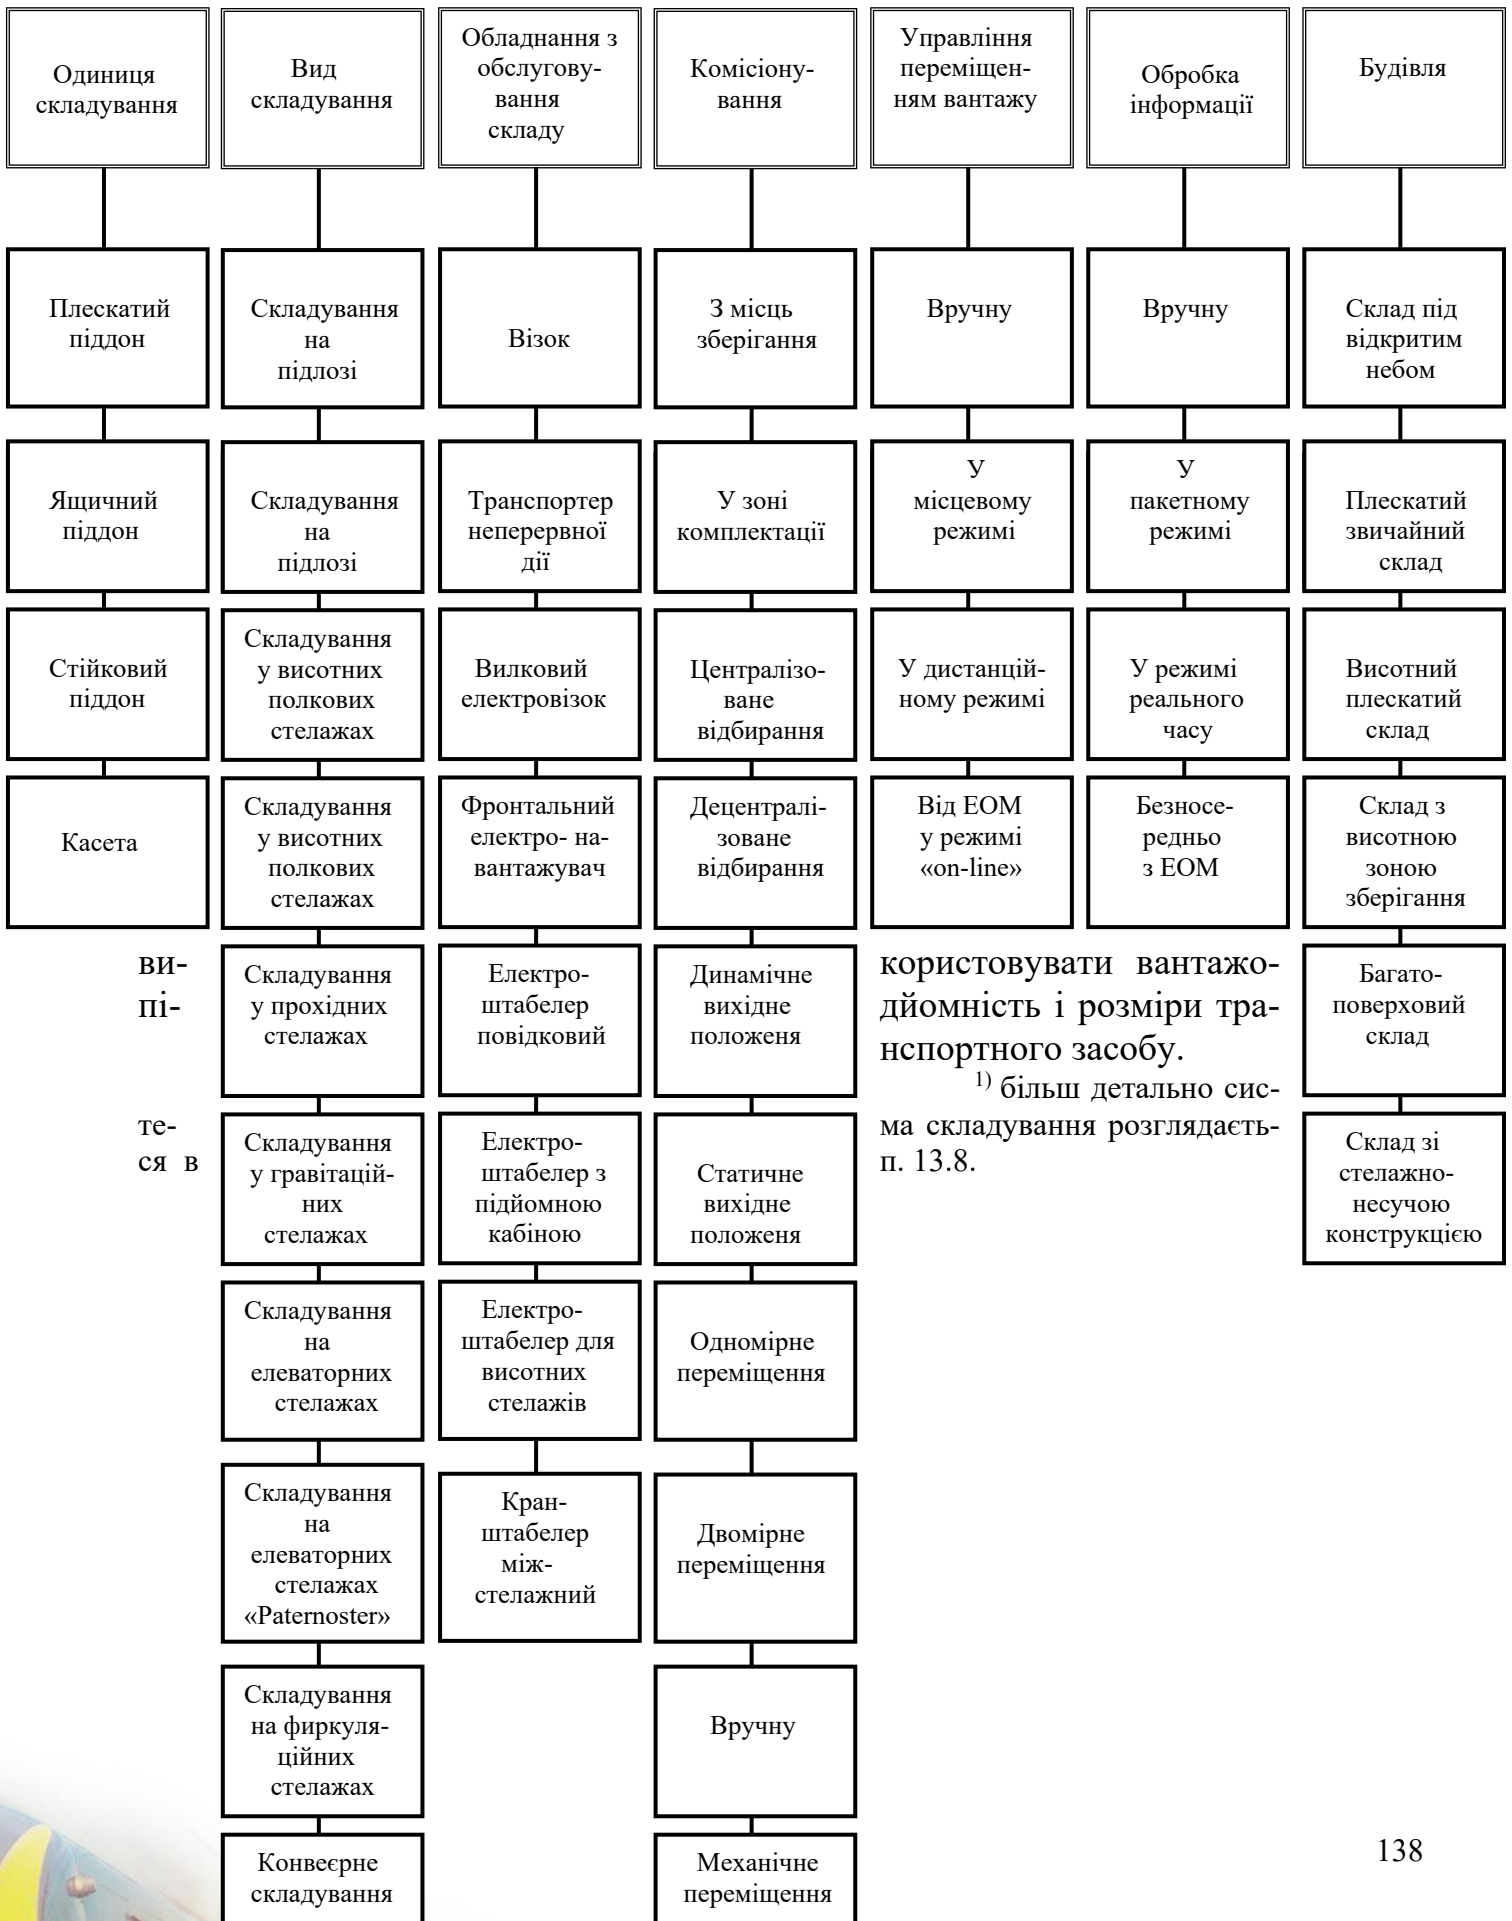 Одиниця
складування
Вид
складування
Обладнання з
обслугову-
вання
складу
Комісіону-
вання
Управління
переміщен-
ням вантажу
Обробка
інформації
Будівля
Плескатий
піддон
Складування
на
підлозі
Візок
З місць
зберігання
Вручну
Вручну
Склад під
відкритим
небом
Ящичний
піддон
Складування
на
підлозі
Транспортер
неперервної
дії
У зоні
комплектації
У
місцевому
режимі
У
пакетному
режимі
Плескатий
звичайний
склад
Стійковий
піддон
Складування
у висотних
полкових
стелажах
Вилковий
електровізок
Централізо-
ване
відбирання
У дистанцій-
ному режимі
У режимі
реального
часу
Висотний
плескатий
склад
Касета
Складування
у висотних
полкових
стелажах
Фронтальний
електро- на-
вантажувач
Децентралі-
зоване
відбирання
Від ЕОМ
у режимі
«on-line»
Безносе-
редньо
з ЕОМ
Склад з
висотною
зоною
зберігання
ви-
пі-
Складування
у прохідних
стелажах
Електро-
штабелер
повідковий
Динамічне
вихідне
положеня
користовувати вантажо-
дйомність і розміри тра-
нспортного засобу.
1) більш детально сис-
Багато-
поверховий
склад
те-
ся в
Складування
у гравітацій-
них
стелажах
Електро-
штабелер з
підйомною
кабіною
Статичне
вихідне
положеня
ма складування розглядаєть-
п. 13.8.
Склад зі
стелажно-
несучою
конструкцією
Складування
на
елеваторних
стелажах
Електро-
штабелер для
висотних
стелажів
Одномірне
переміщення
Складування
на
елеваторних
стелажах
«Paternoster»
Кран-
штабелер
між-
стелажний
Двомірне
переміщення
Складування
на фиркуля-
ційних
стелажах
Вручну
Конвеєрне
складування
Механічне
переміщення
138